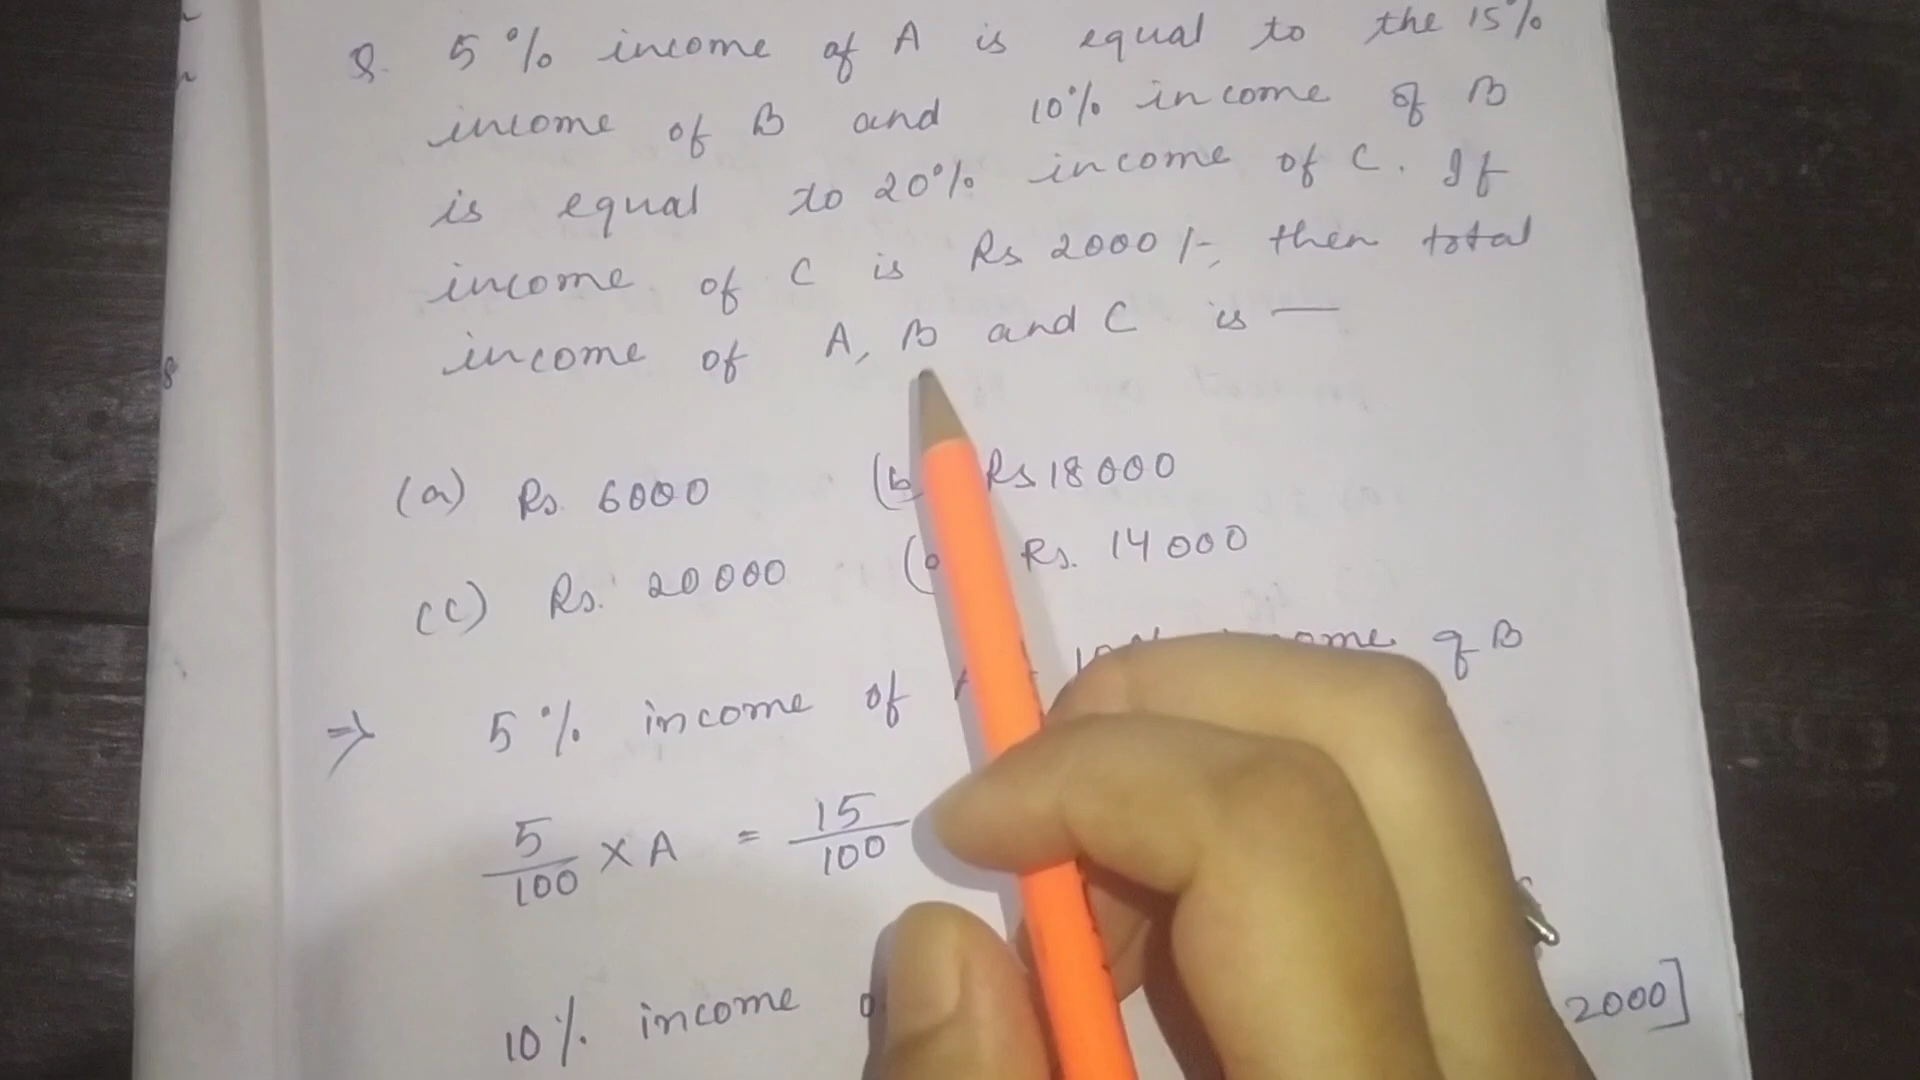 Q. 5% income of A is equal to the 15%
income of B and 10% income of B
is equal to 20% income of C. If
income of C is Rs 2000/-, then total
income of A, B and C is —
(a) Rs. 6000 (b Rs 18000
(c) Rs. 20000 ( Rs. 14000
⇒ 5% income of of B
5/100 × A = 15/100
10% income 2000]